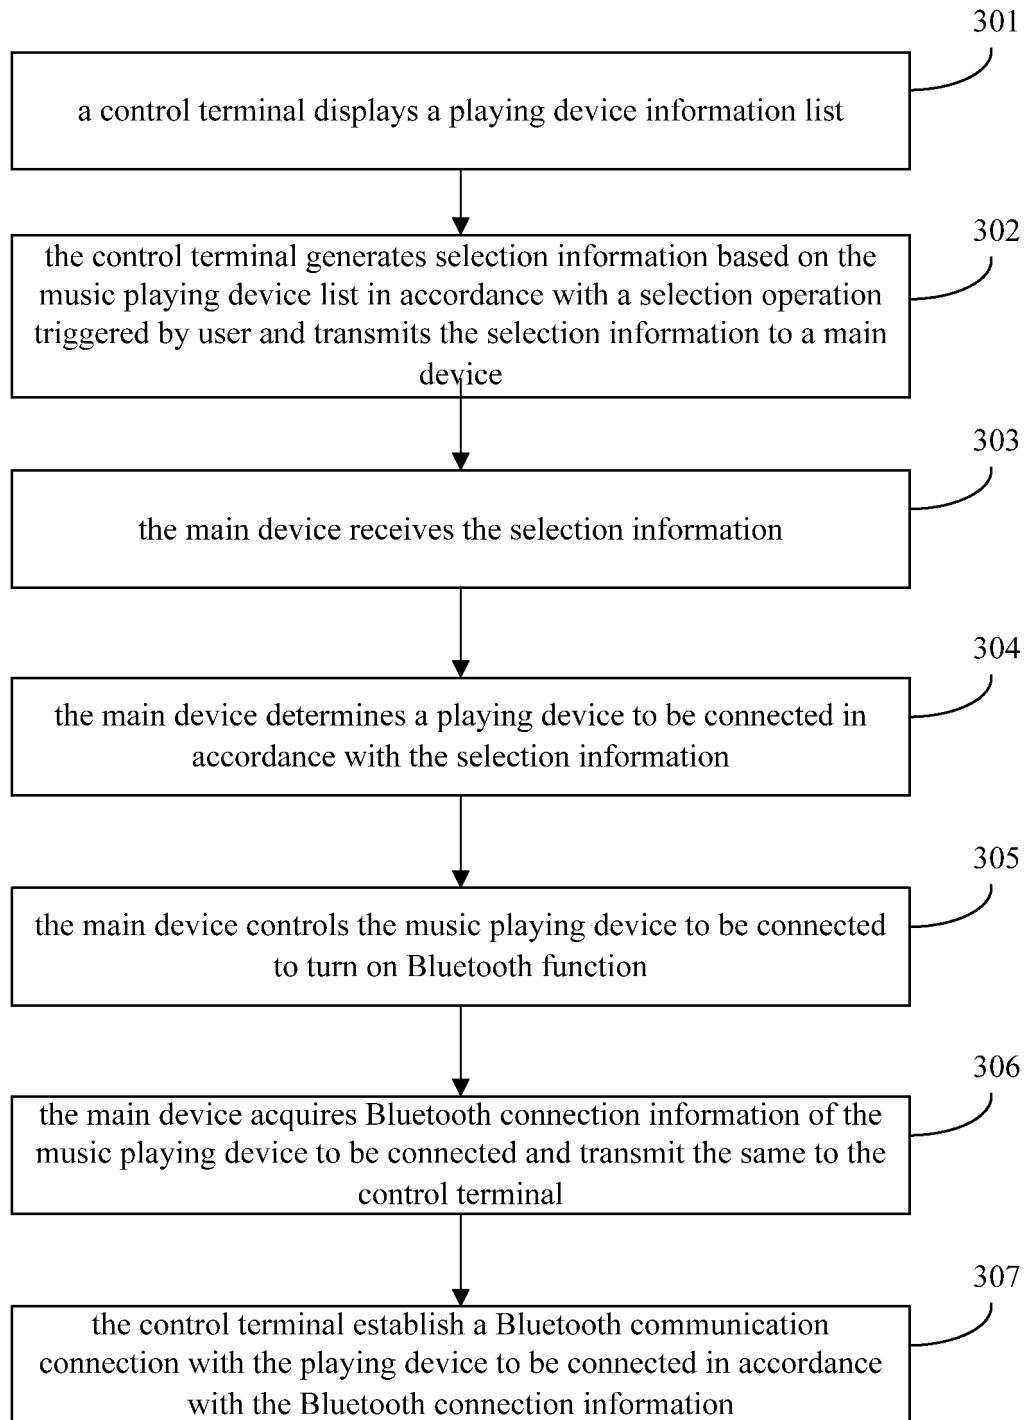 301
a control terminal displays a playing device information list
302
the control terminal generates selection information based on the
music playing device list in accordance with a selection operation
triggered by user and transmits the selection information to a main
device
303
the main device receives the selection information
304
the main device determines a playing device to be connected in
accordance with the selection information
305
the main device controls the music playing device to be connected
to turn on Bluetooth function
306
the main device acquires Bluetooth connection information of the
music playing device to be connected and transmit the same to the
control terminal
307
the control terminal establish a Bluetooth communication
connection with the playing device to be connected in accordance
with the Bluetooth connection information